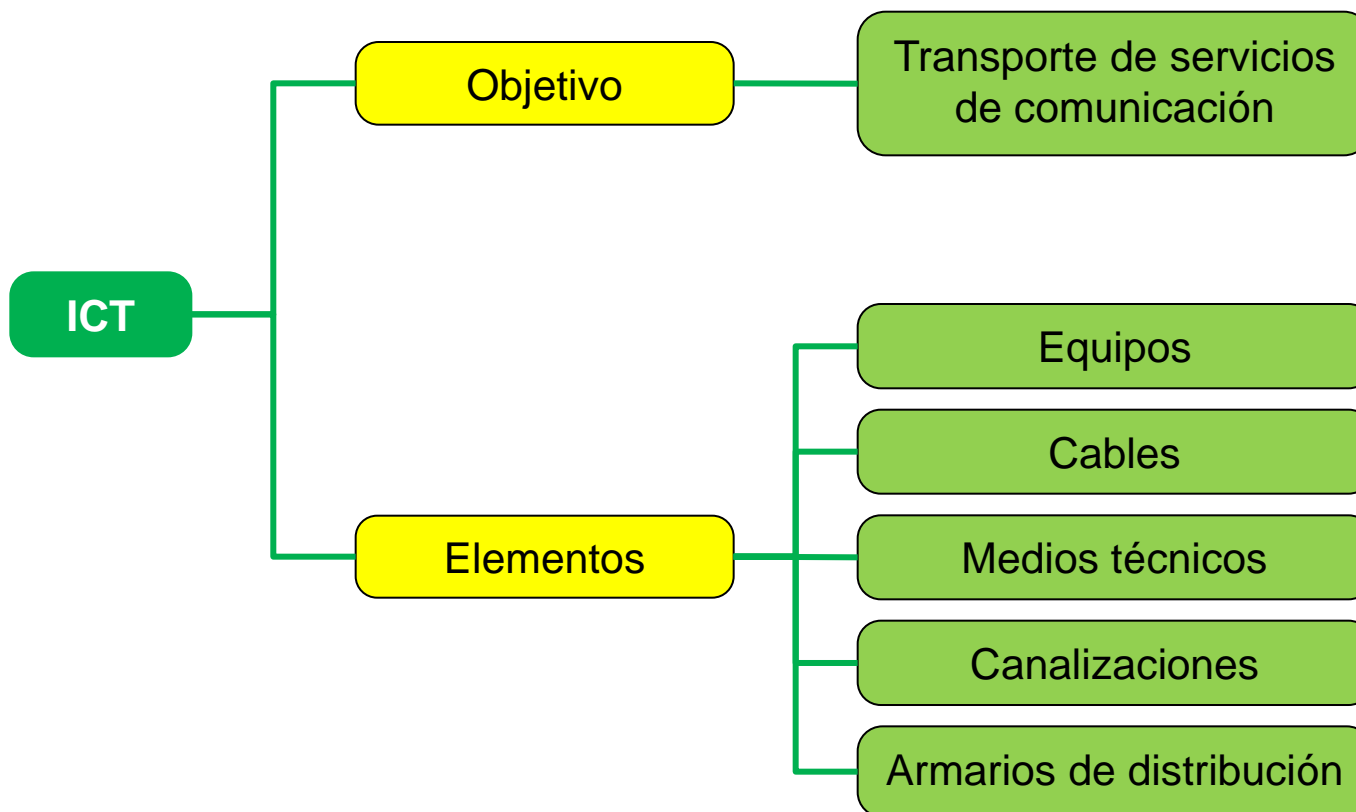 ICT
Objetivo
Transporte de servicios
de comunicación
Elementos
Equipos
Cables
Medios técnicos
Canalizaciones
Armarios de distribución